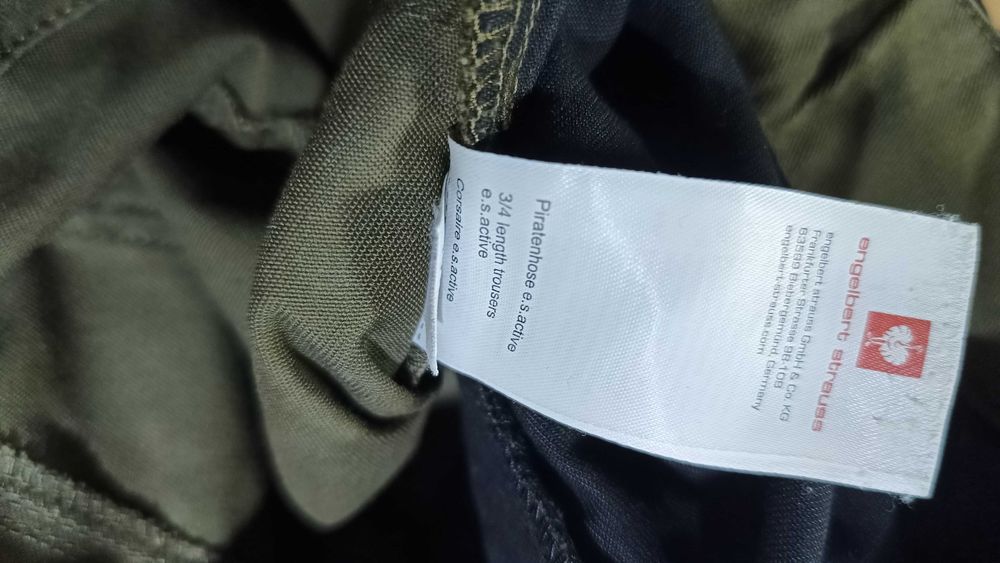 engelbert strauss
engelbert strauss GmbH & Co. KG
Frankfurter Strasse 98-108
63599 Biebergemünd, Germany
engelbert-strauss.com
Piratenhose e.s.active
3/4 length trousers
e.s.active
Corsaire e.s.active